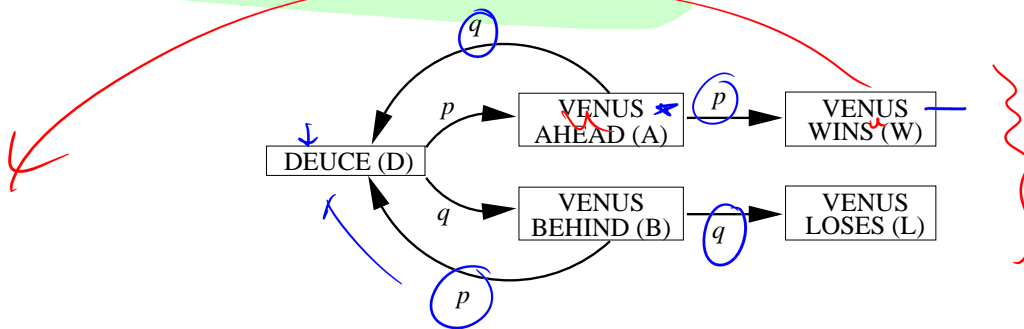 q
p
VENUS
AHEAD (A)
p
VENUS
WINS (W)
DEUCE (D)
q
VENUS
BEHIND (B)
q
VENUS
LOSES (L)
p